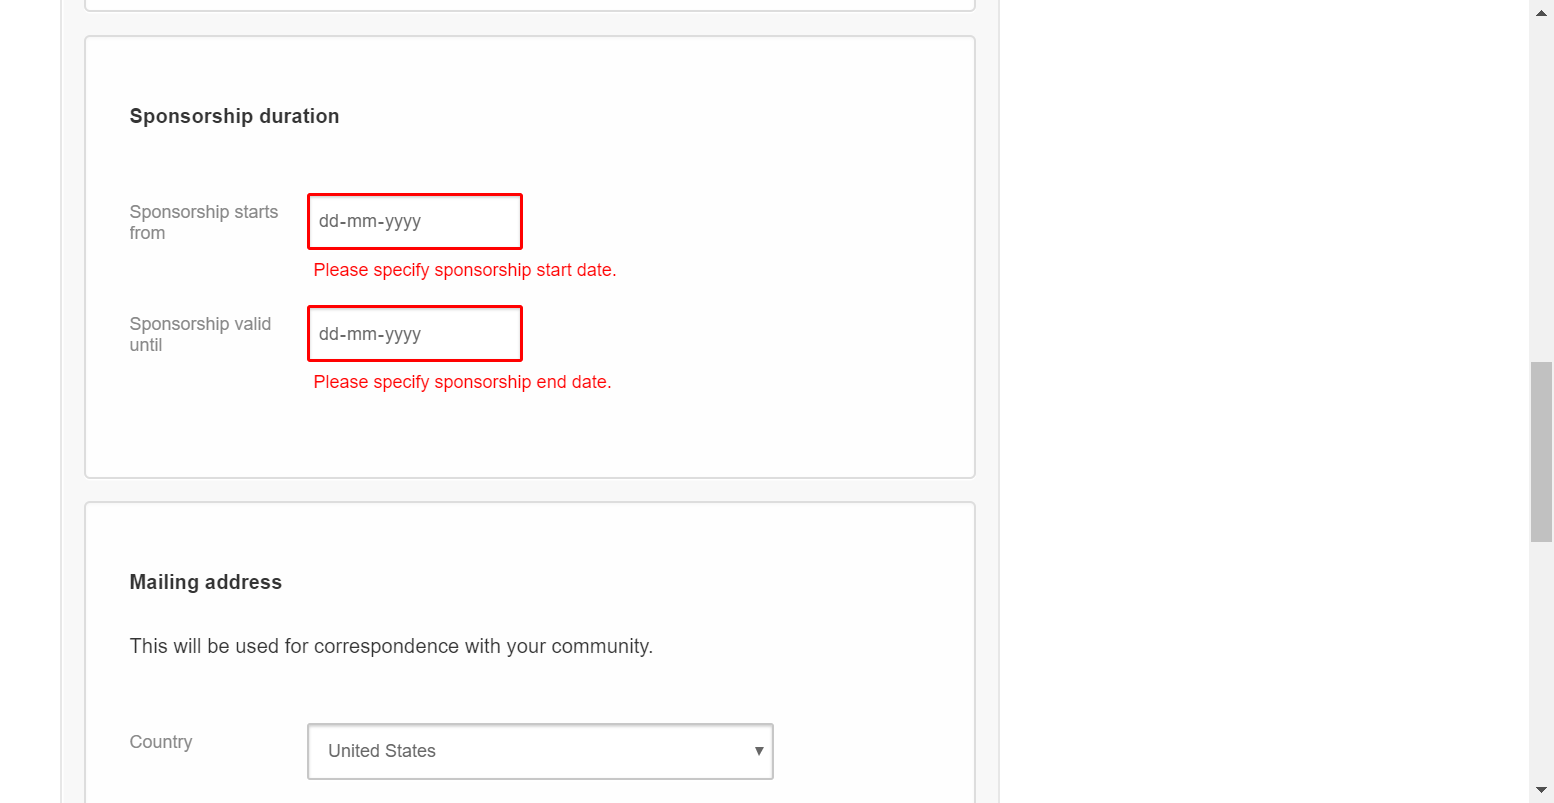 Sponsorship duration
Sponsorship starts
from
dd-mm-yyyy
Please specify sponsorship start date.
Sponsorship valid
until
dd-mm-yyyy
Please specify sponsorship end date.
Mailing address
This will be used for correspondence with your community.
Country
United States